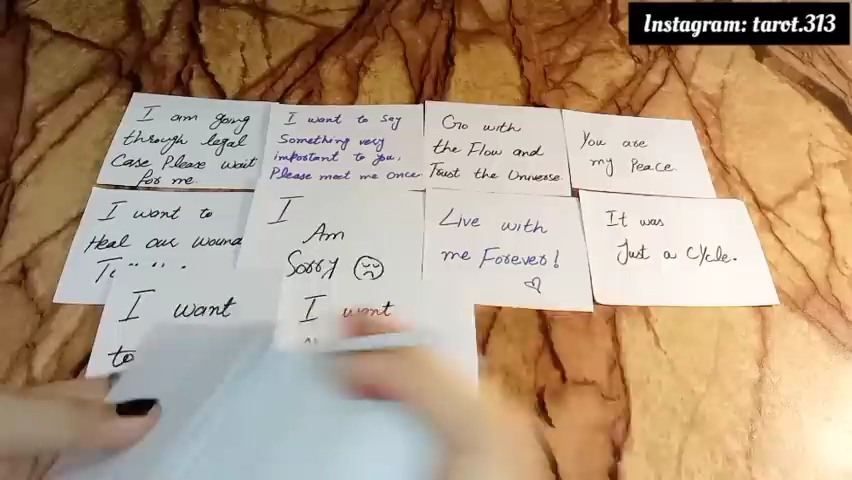 Instagram: tarot.313
I am going
through legal
Case Please wait
for me.
I want to say
Something very
important to you,
Please meet me once
Go with
the Flow and
Trust the Universe
You are
my Peace.
I want to
Heal our
I
Am
Sorry
Live with
me Forever!
It was
Just a Cycle.
I want
to
I want